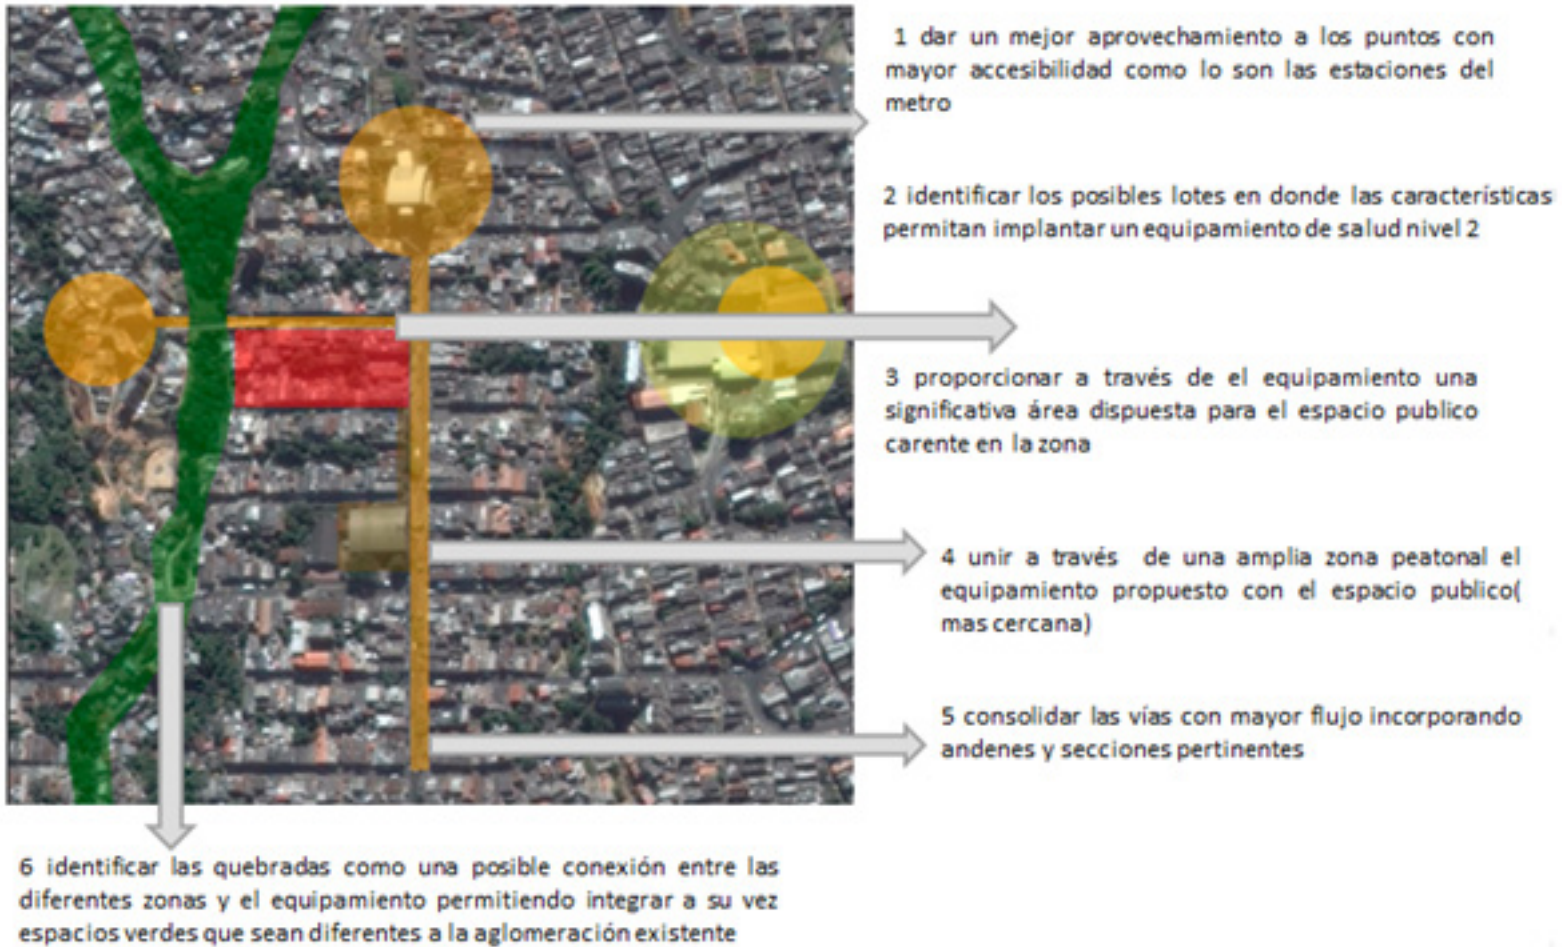 1 dar un mejor aprovechamiento a los puntos con
mayor accesibilidad como lo son las estaciones del
metro
2 identificar los posibles lotes en donde las características
permitan implantar un equipamiento de salud nivel 2
3 proporcionar a través de el equipamiento una
significativa área dispuesta para el espacio publico
carente en la zona
4 unir a través de una amplia zona peatonal el
equipamiento propuesto con el espacio publico(
mas cercana)
5 consolidar las vías con mayor flujo incorporando
andenes y secciones pertinentes
6 identificar las quebradas como una posible conexión entre las
diferentes zonas y el equipamiento permitiendo integrar a su vez
espacios verdes que sean diferentes a la aglomeración existente